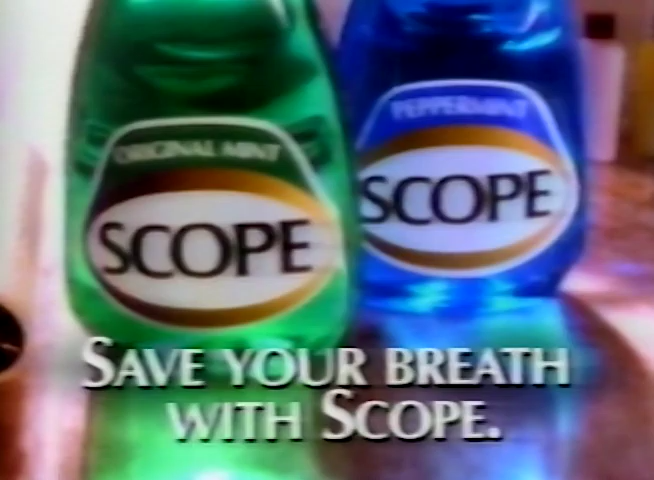 ORIGINAL MINT
SCOPE
PEPPERMINT
SCOPE
SAVE YOUR BREATH
WITH SCOPE.